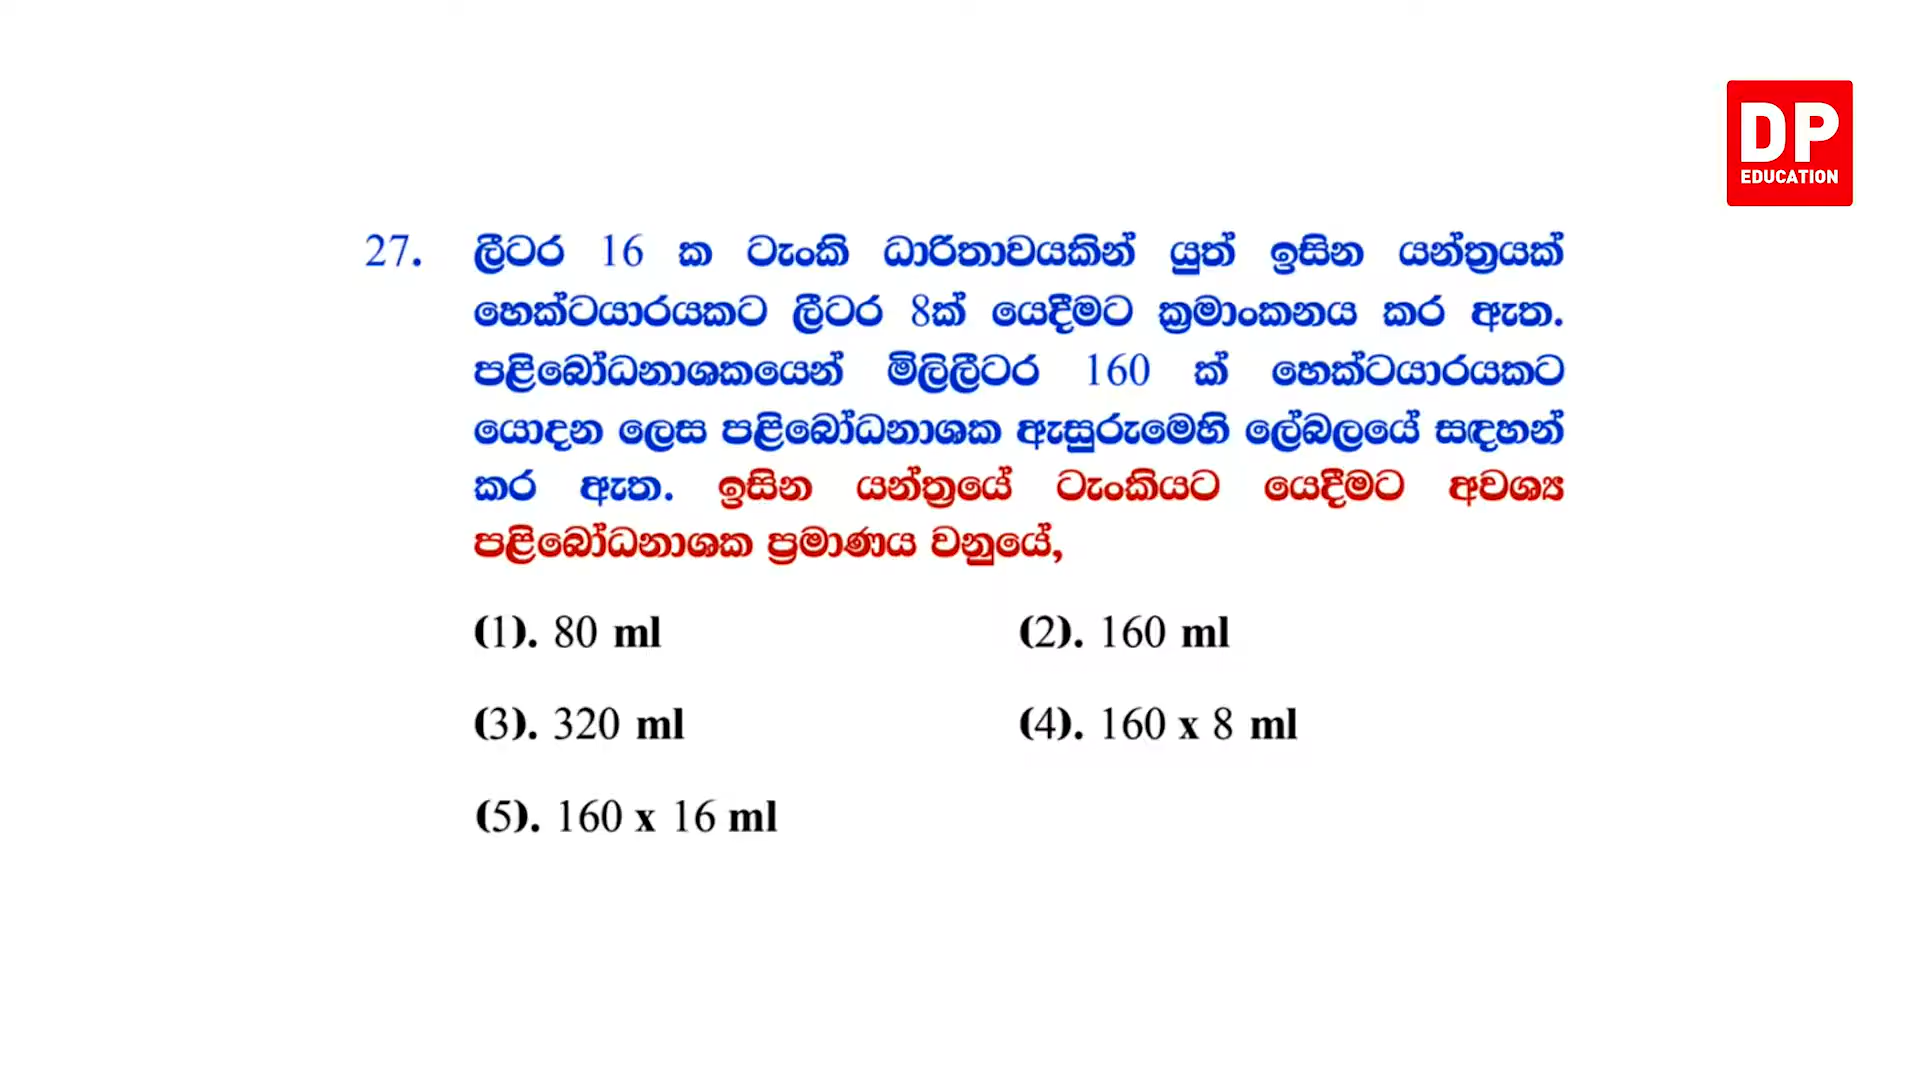 DP
EDUCATION
27. ලීටර 16 ක ටැංකි ධාරිතාවයකින් යුත් ඉසින යන්ත්‍රයක්
හෙක්ටයාරයකට ලීටර 8ක් යෙදීමට ක්‍රමාංකනය කර ඇත.
පළිබෝධනාශකයෙන් මිලිලීටර 160 ක් හෙක්ටයාරයකට
යොදන ලෙස පළිබෝධනාශක ඇසුරුමෙහි ලේබලයේ සඳහන්
කර ඇත. ඉසින යන්ත්‍රයේ ටැංකියට යෙදීමට අවශ්‍ය
පළිබෝධනාශක ප්‍රමාණය වනුයේ,
(1). 80 ml (2). 160 ml
(3). 320 ml (4). 160 x 8 ml
(5). 160 x 16 ml